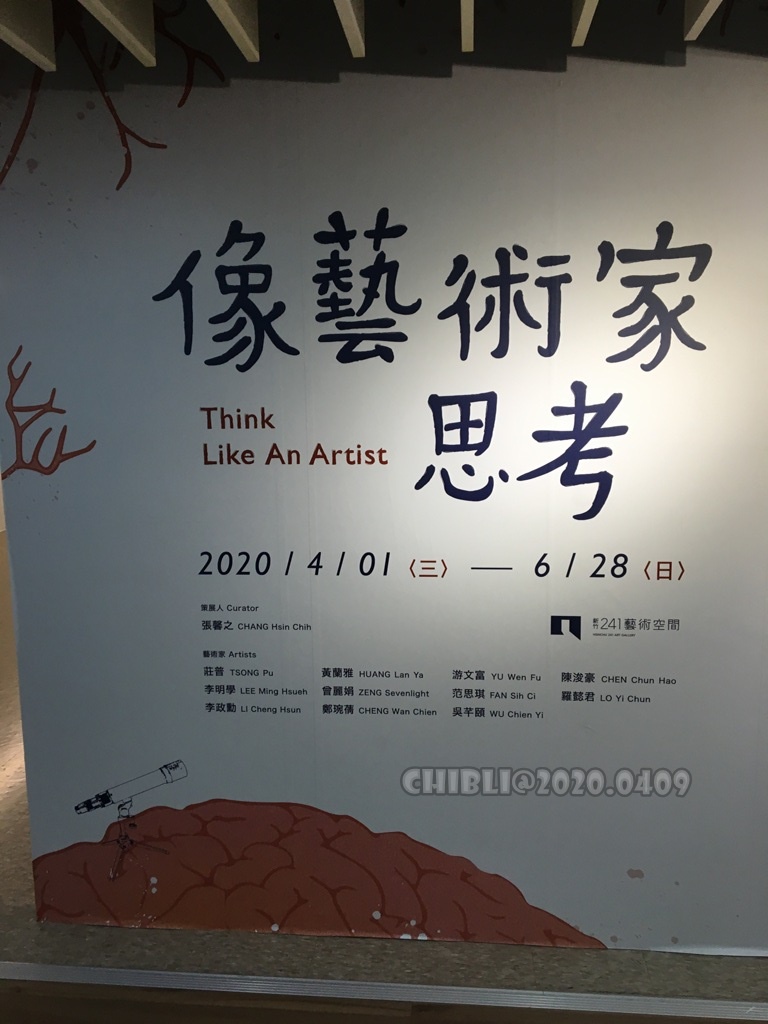 像藝術家
思考
Think
Like An Artist
2020 / 4 / 01 〈三〉 — 6 / 28 〈日〉
策展人 Curator
張馨之 CHANG Hsin Chih
新竹 241藝術空間
藝術家 Artists
莊普 TSONG Pu 黃蘭雅 HUANG Lan Ya 游文富 YU Wen Fu 陳浚豪 CHEN Chun Hao
李明學 LEE Ming Hsueh 曾麗娟 ZENG Sevenlight 范思琪 FAN Sih Ci 羅懿君 LO Yi Chun
李政勳 LI Cheng Hsun 鄭琬蒨 CHENG Wan Chien 吳芊頤 WU Chien Yi
CHIBLI@2020.0409